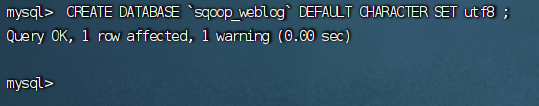 mysql> CREATE DATABASE `sqoop_weblog` DEFAULT CHARACTER SET utf8 ;
Query OK, 1 row affected, 1 warning (0.00 sec)
mysql>